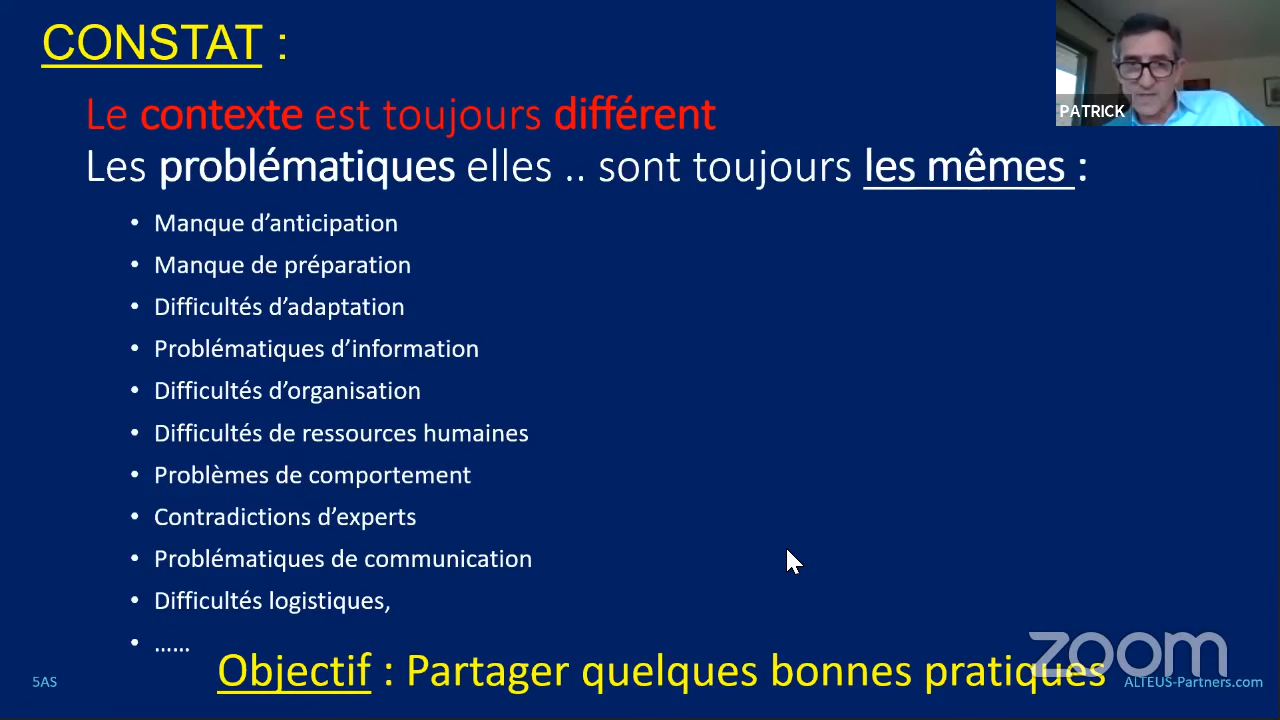 CONSTAT :
Le contexte est toujours différent
Les problématiques elles .. sont toujours les mêmes :
• Manque d’anticipation
• Manque de préparation
• Difficultés d’adaptation
• Problématiques d’information
• Difficultés d’organisation
• Difficultés de ressources humaines
• Problèmes de comportement
• Contradictions d’experts
• Problématiques de communication
• Difficultés logistiques,
• ……
Objectif : Partager quelques bonnes pratiques
5AS
ALTEUS-Partners.com
zoom
PATRICK